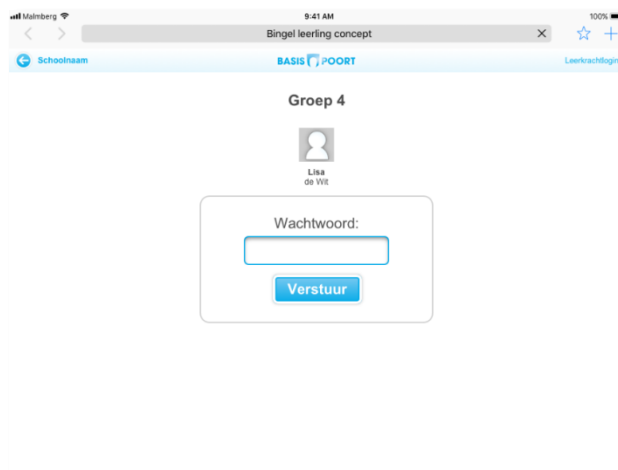 Malmberg 9:41 AM 100%
Bingel leerling concept
Schoolnaam BASIS POORT Leerkrachtlogin
Groep 4
Lisa
de Wit
Wachtwoord:
Verstuur